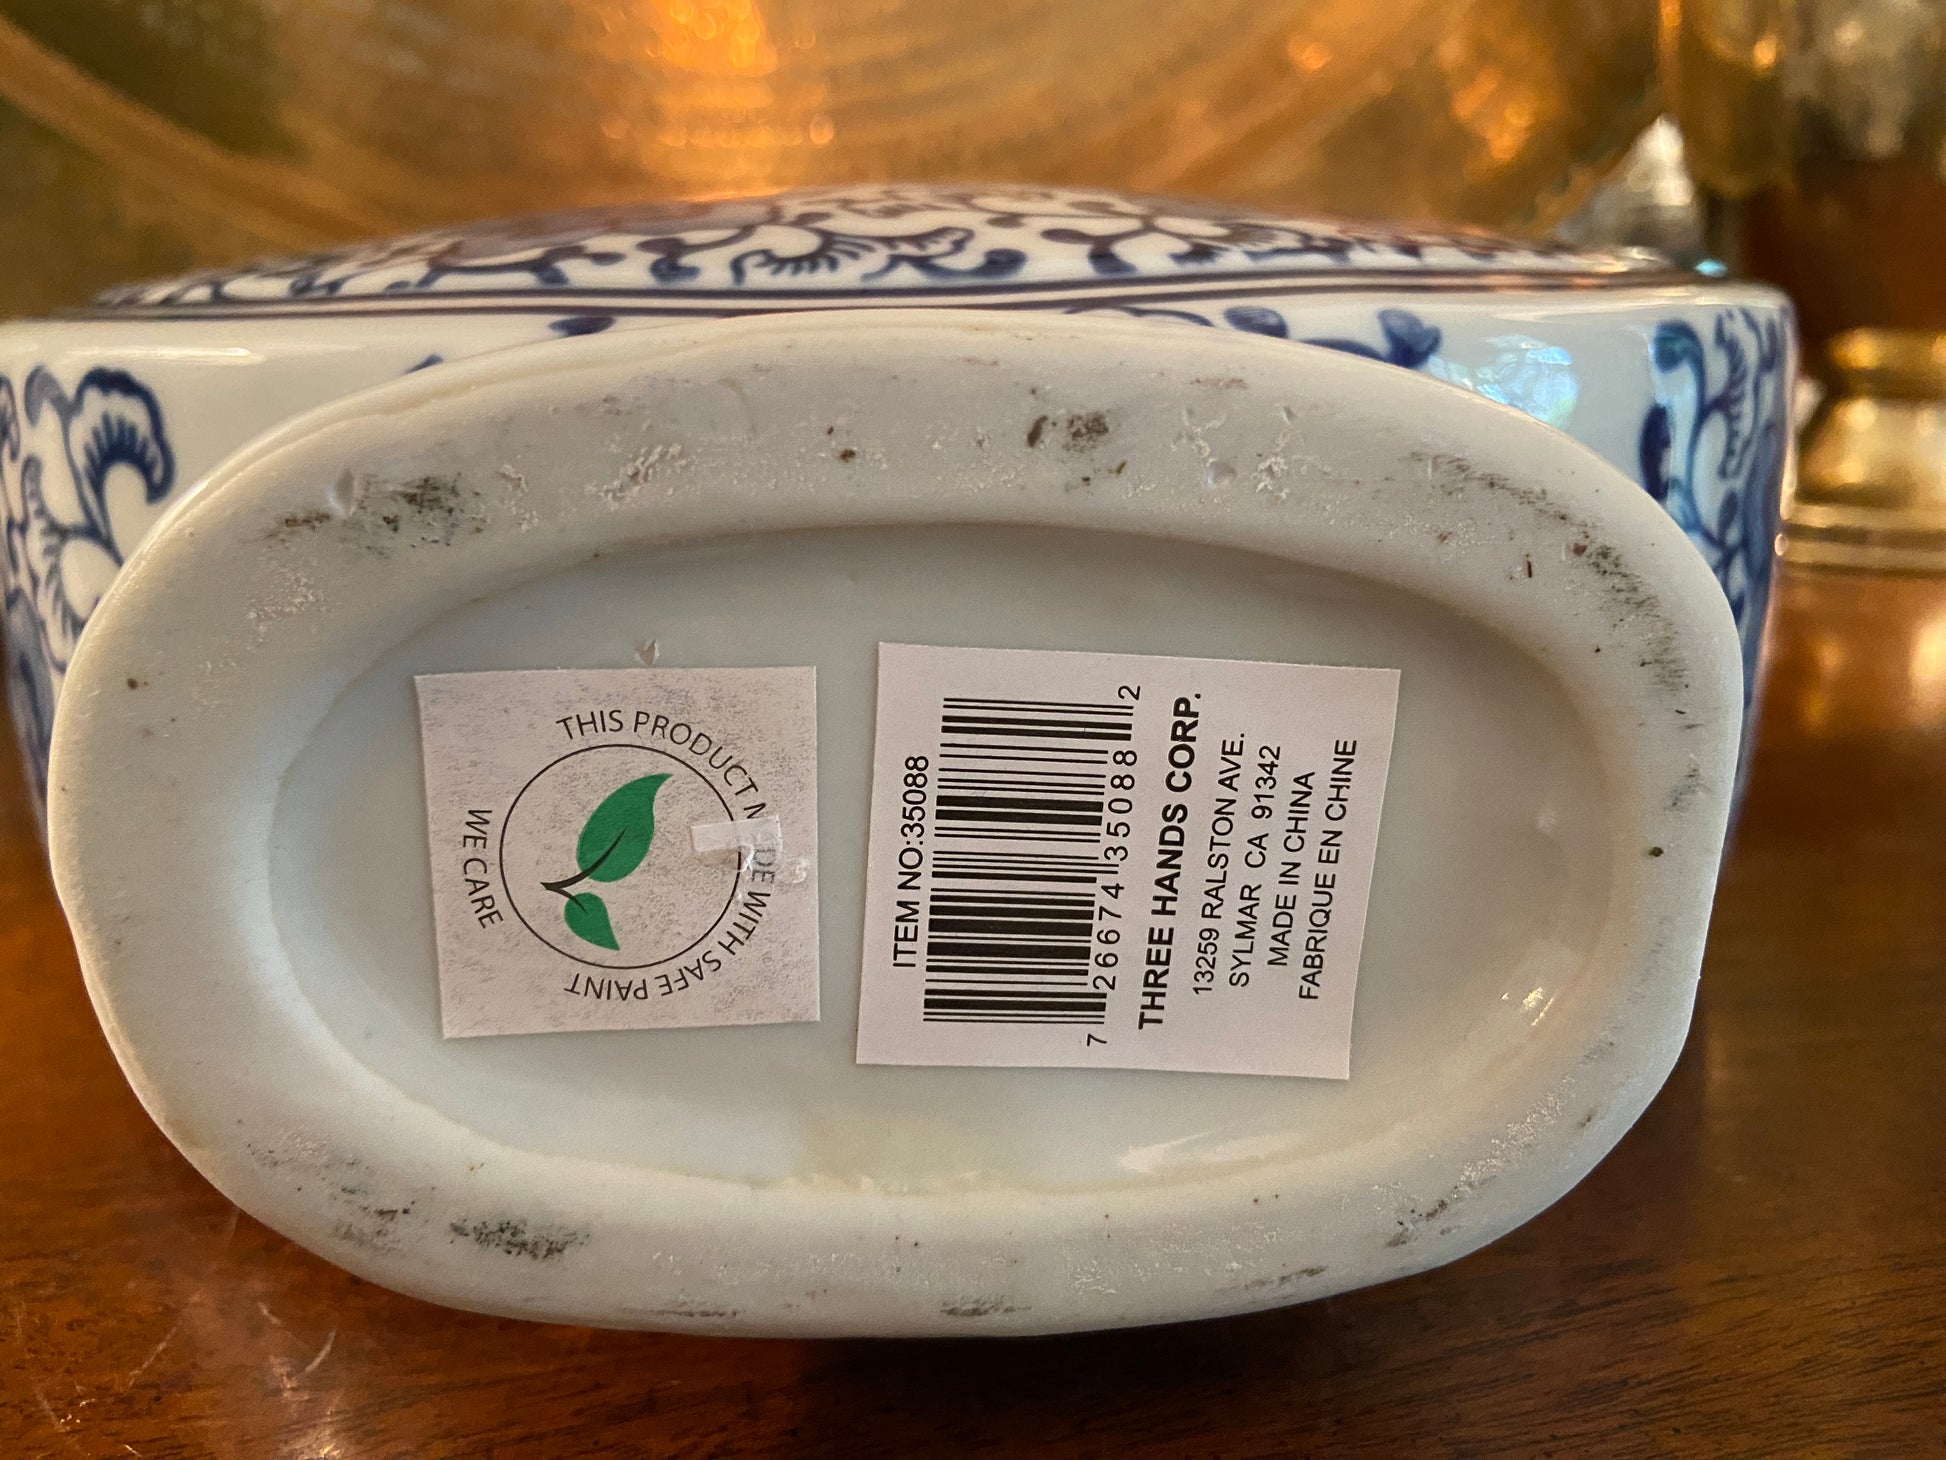 THIS PRODUCT MADE WITH SAFE PAINT
WE CARE
ITEM NO:35088
7 26674 35088 2
THREE HANDS CORP.
13259 RALSTON AVE.
SYLMAR CA 91342
MADE IN CHINA
FABRIQUE EN CHINE